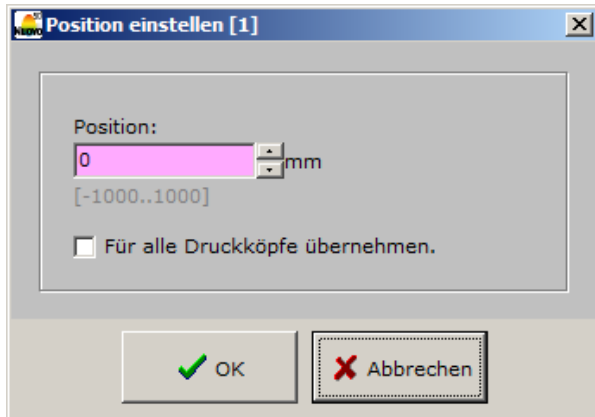 Position einstellen [1]
Position:
0
mm
[-1000..1000]
Für alle Druckköpfe übernehmen.
OK
Abbrechen